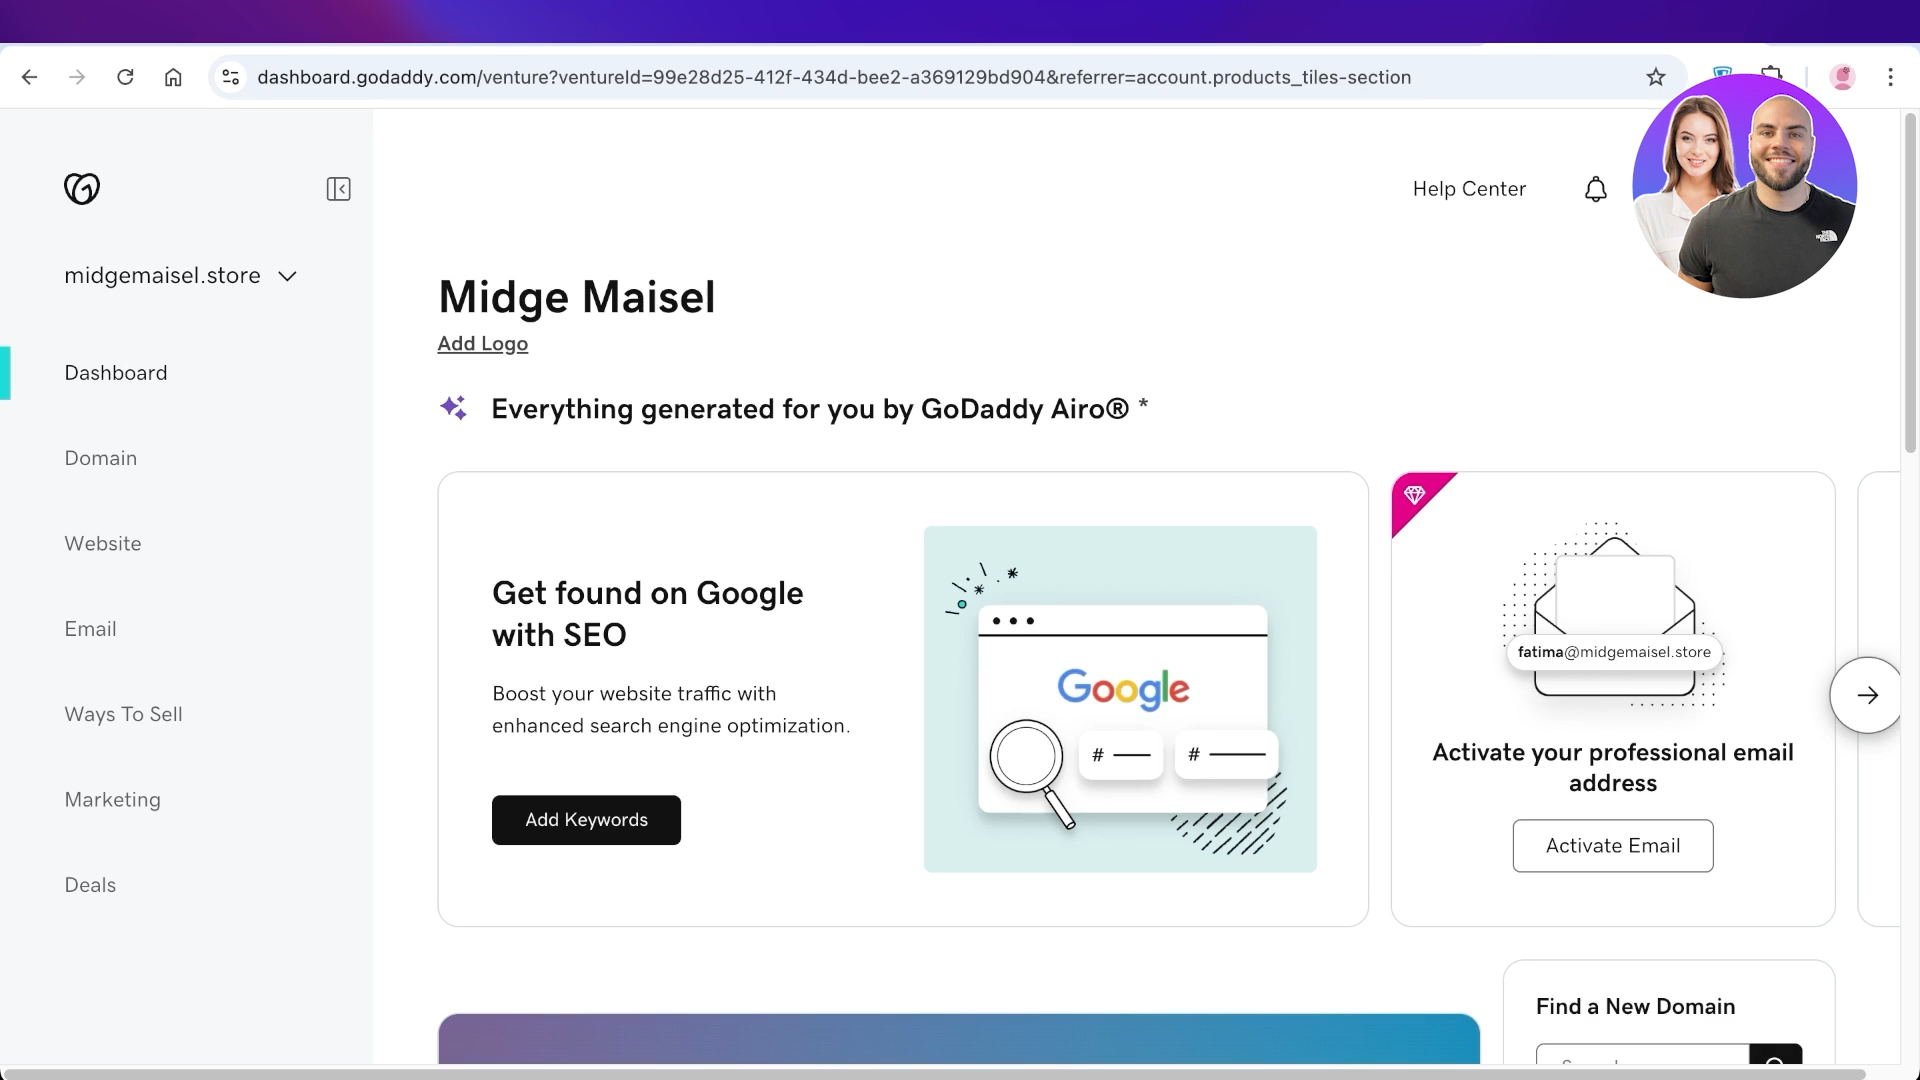 dashboard.godaddy.com/venture?ventureId=99e28d25-412f-434d-bee2-a369129bd904&referrer=account.products_tiles-section
Help Center
midgemaisel.store
Midge Maisel
Add Logo
Dashboard
Everything generated for you by GoDaddy Airo® *
Domain
Website
Email
Ways To Sell
Marketing
Deals
Get found on Google
with SEO
Boost your website traffic with
enhanced search engine optimization.
Add Keywords
Google
# #
fatima@midgemaisel.store
Activate your professional email
address
Activate Email
Find a New Domain